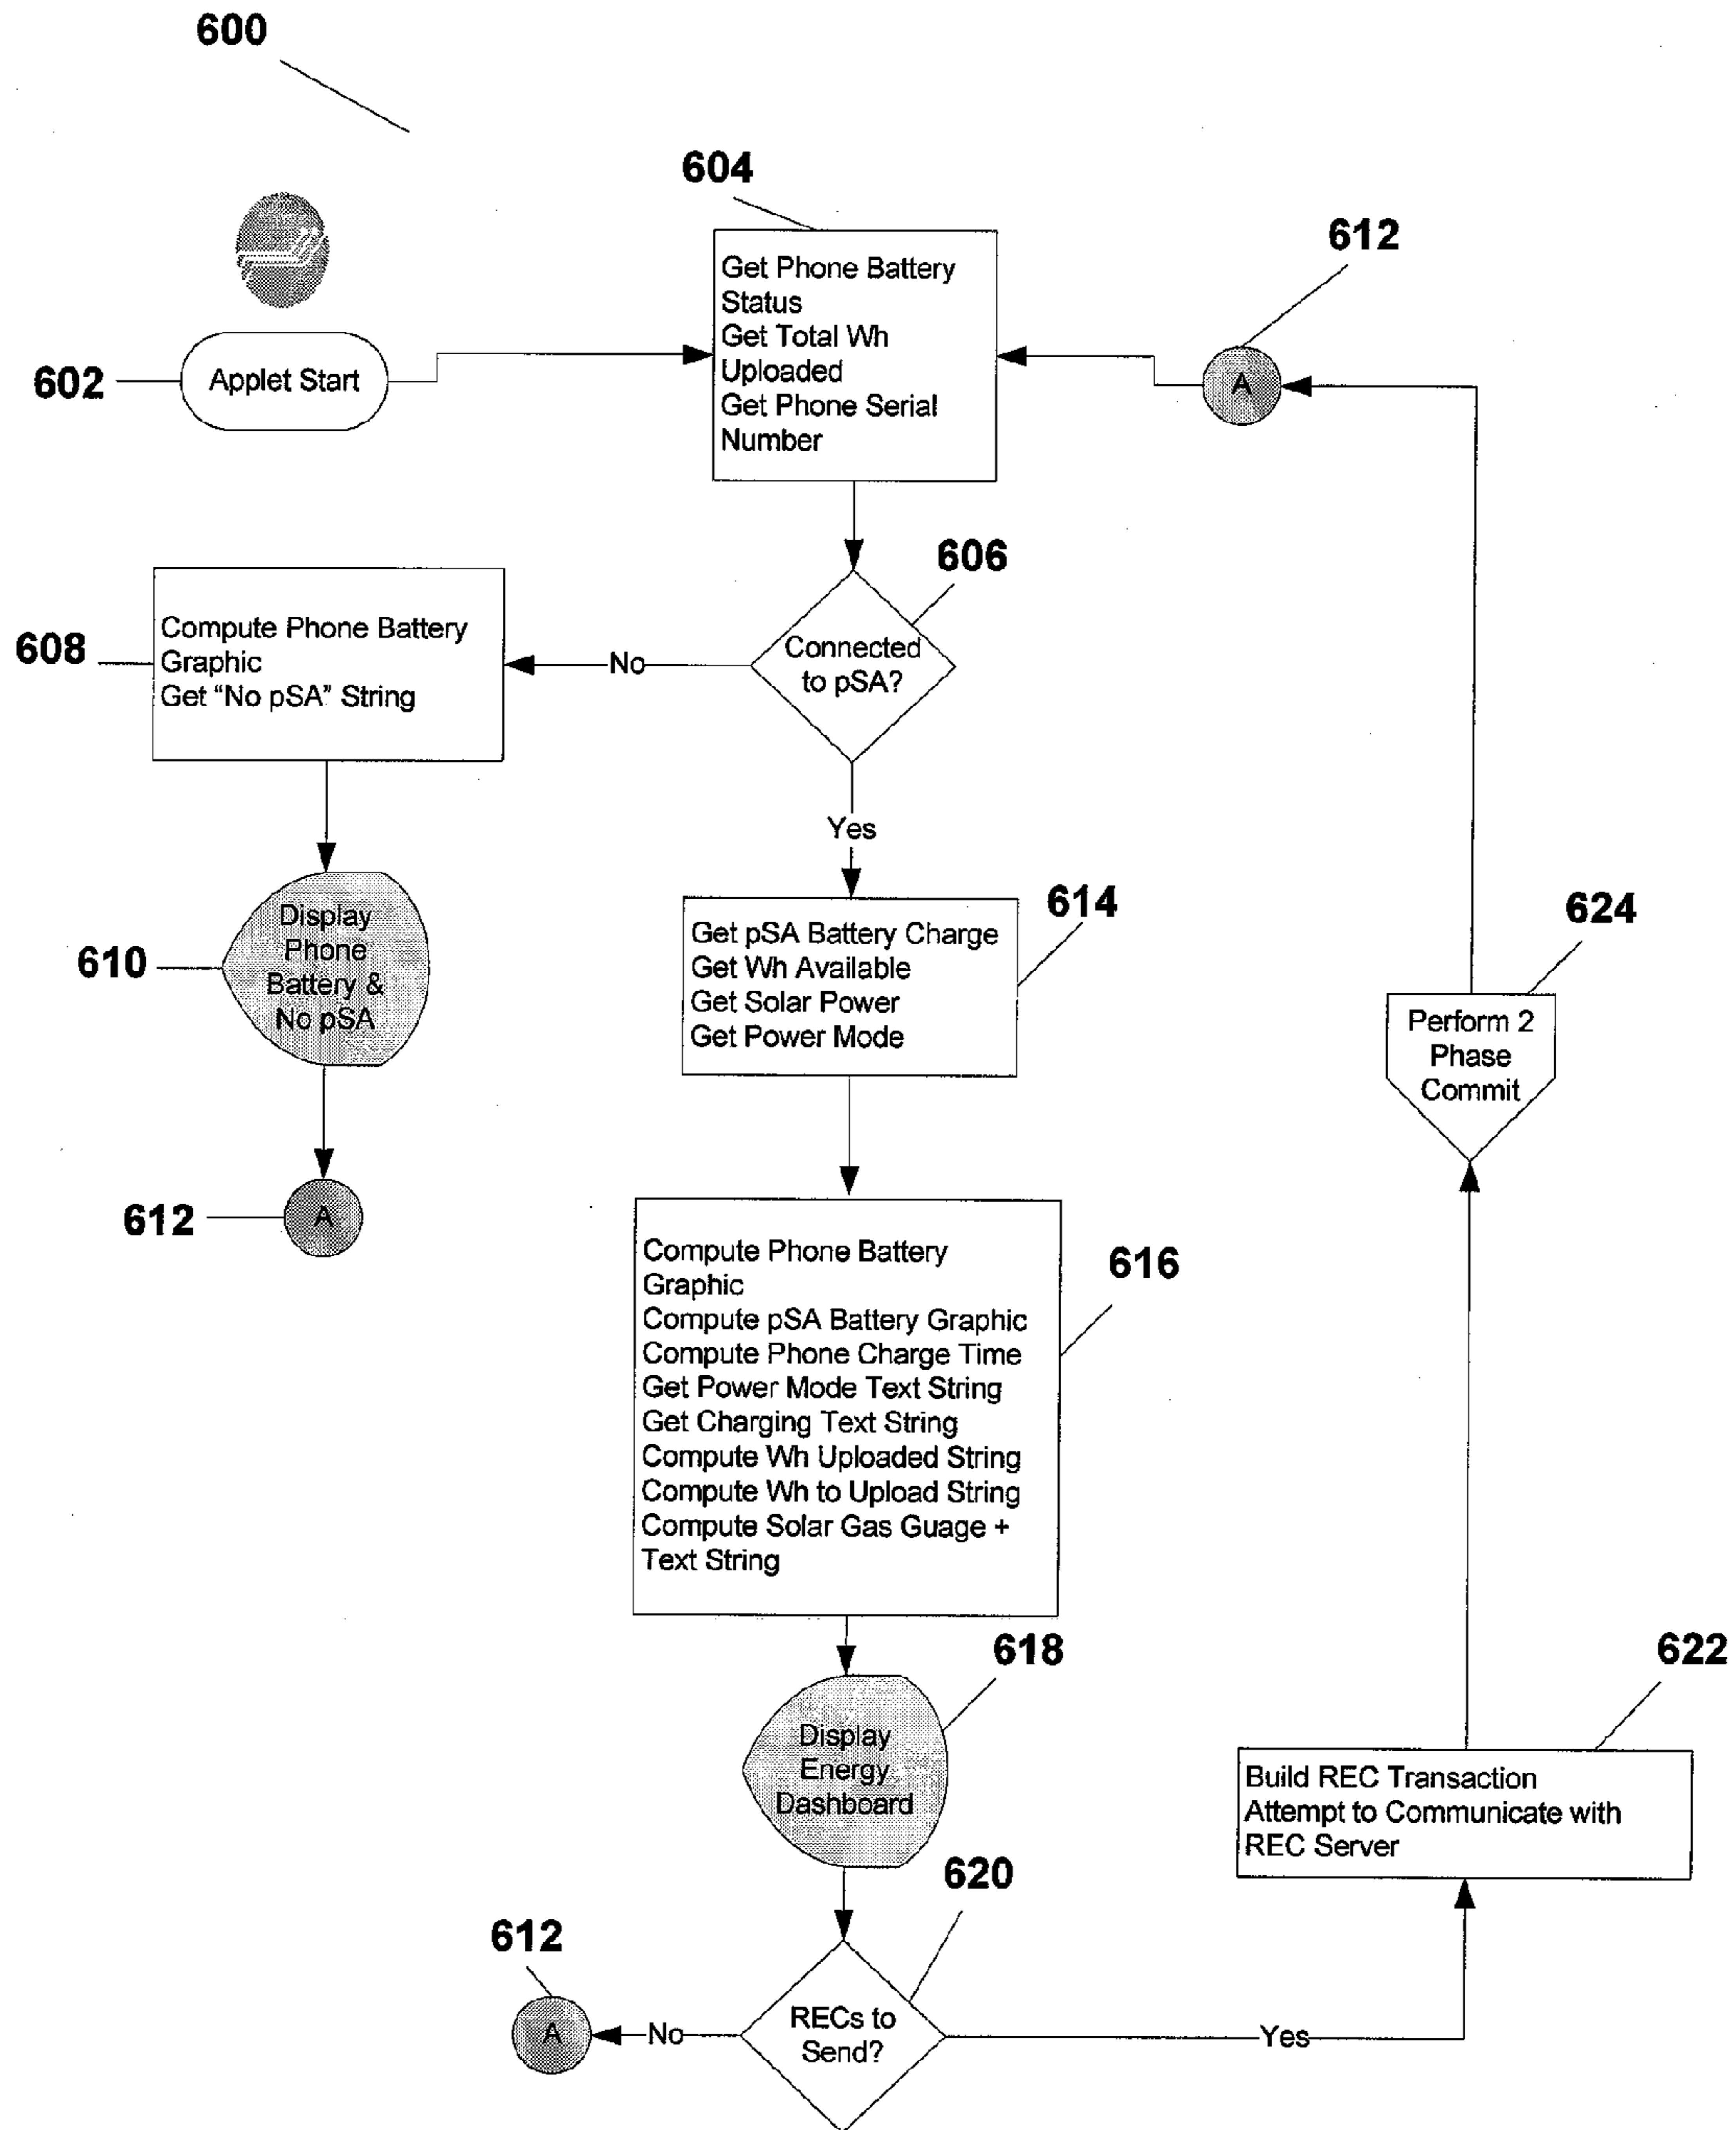 600
604
612
602
Applet Start
Get Phone Battery
Status
Get Total Wh
Uploaded
Get Phone Serial
Number
A
606
Connected
to pSA?
No
Yes
608
Compute Phone Battery
Graphic
Get “No pSA” String
610
Display
Phone
Battery &
No pSA
612
A
614
Get pSA Battery Charge
Get Wh Available
Get Solar Power
Get Power Mode
624
Perform 2
Phase
Commit
616
Compute Phone Battery
Graphic
Compute pSA Battery Graphic
Compute Phone Charge Time
Get Power Mode Text String
Get Charging Text String
Compute Wh Uploaded String
Compute Wh to Upload String
Compute Solar Gas Guage +
Text String
618
Display
Energy
Dashboard
622
Build REC Transaction
Attempt to Communicate with
REC Server
620
612
A
No
RECs to
Send?
Yes